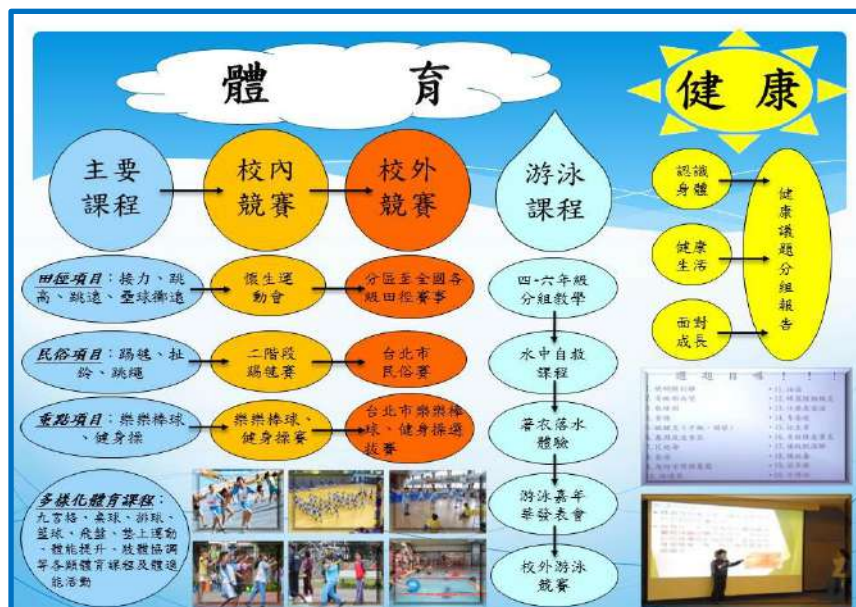 體 育
健 康
主要
課程
校內
競賽
校外
競賽
游泳
課程
認識
身體
健康
生活
面對
成長
健康議題分組報告
田徑項目：接力、跳
高、跳遠、壘球擲遠
懷生運
動會
分區至全國各
級田徑賽事
四-六年級
分組教學
民俗項目：踢毽、扯
鈴、跳繩
二階段
踢毽賽
台北市
民俗賽
水中自救
課程
重點項目：樂樂棒球
、健身操
樂樂棒球、
健身操賽
台北市樂樂棒
球、健身操選
拔賽
著衣落水
體驗
多樣化體育課程：
九宮格、桌球、排球、
籃球、飛盤、墊上運動
、體能提升、肢體協調
等各類體育課程及體適
能活動
游泳嘉年
華發表會
校外游泳
競賽